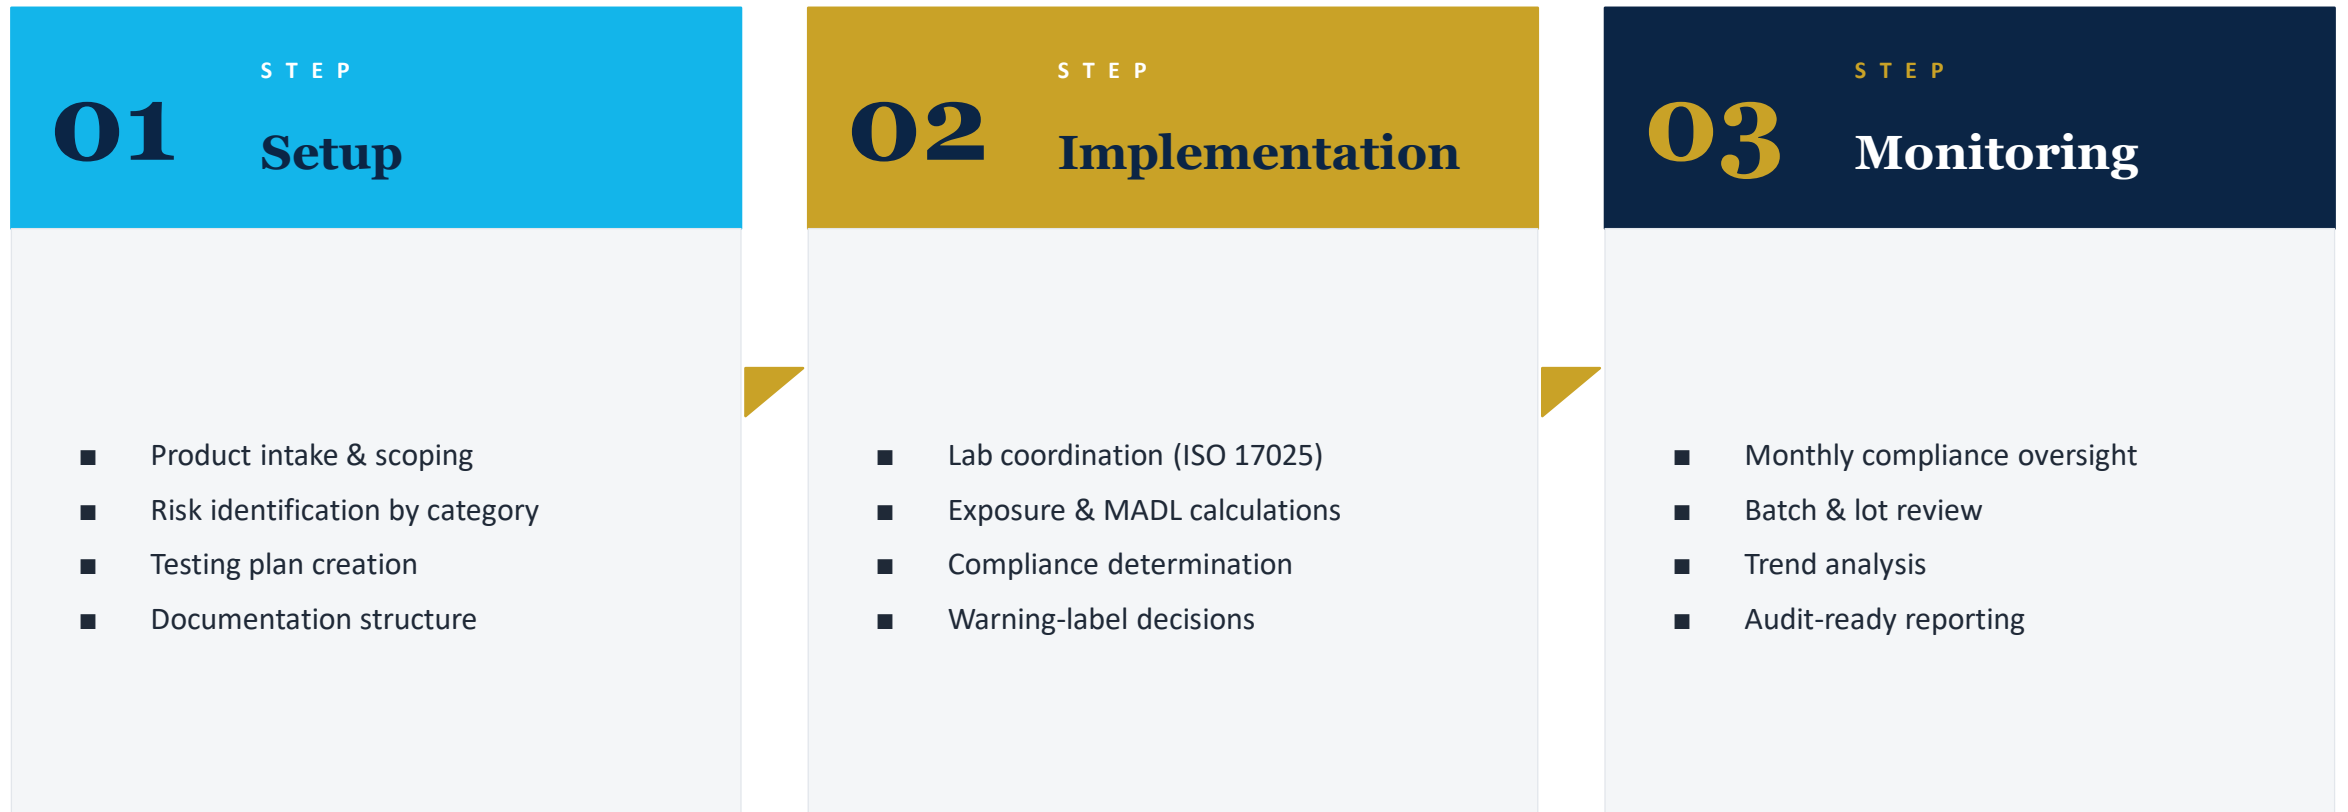 STEP
01
Setup
■ Product intake & scoping
■ Risk identification by category
■ Testing plan creation
■ Documentation structure
STEP
02
Implementation
■ Lab coordination (ISO 17025)
■ Exposure & MADL calculations
■ Compliance determination
■ Warning-label decisions
STEP
03
Monitoring
■ Monthly compliance oversight
■ Batch & lot review
■ Trend analysis
■ Audit-ready reporting